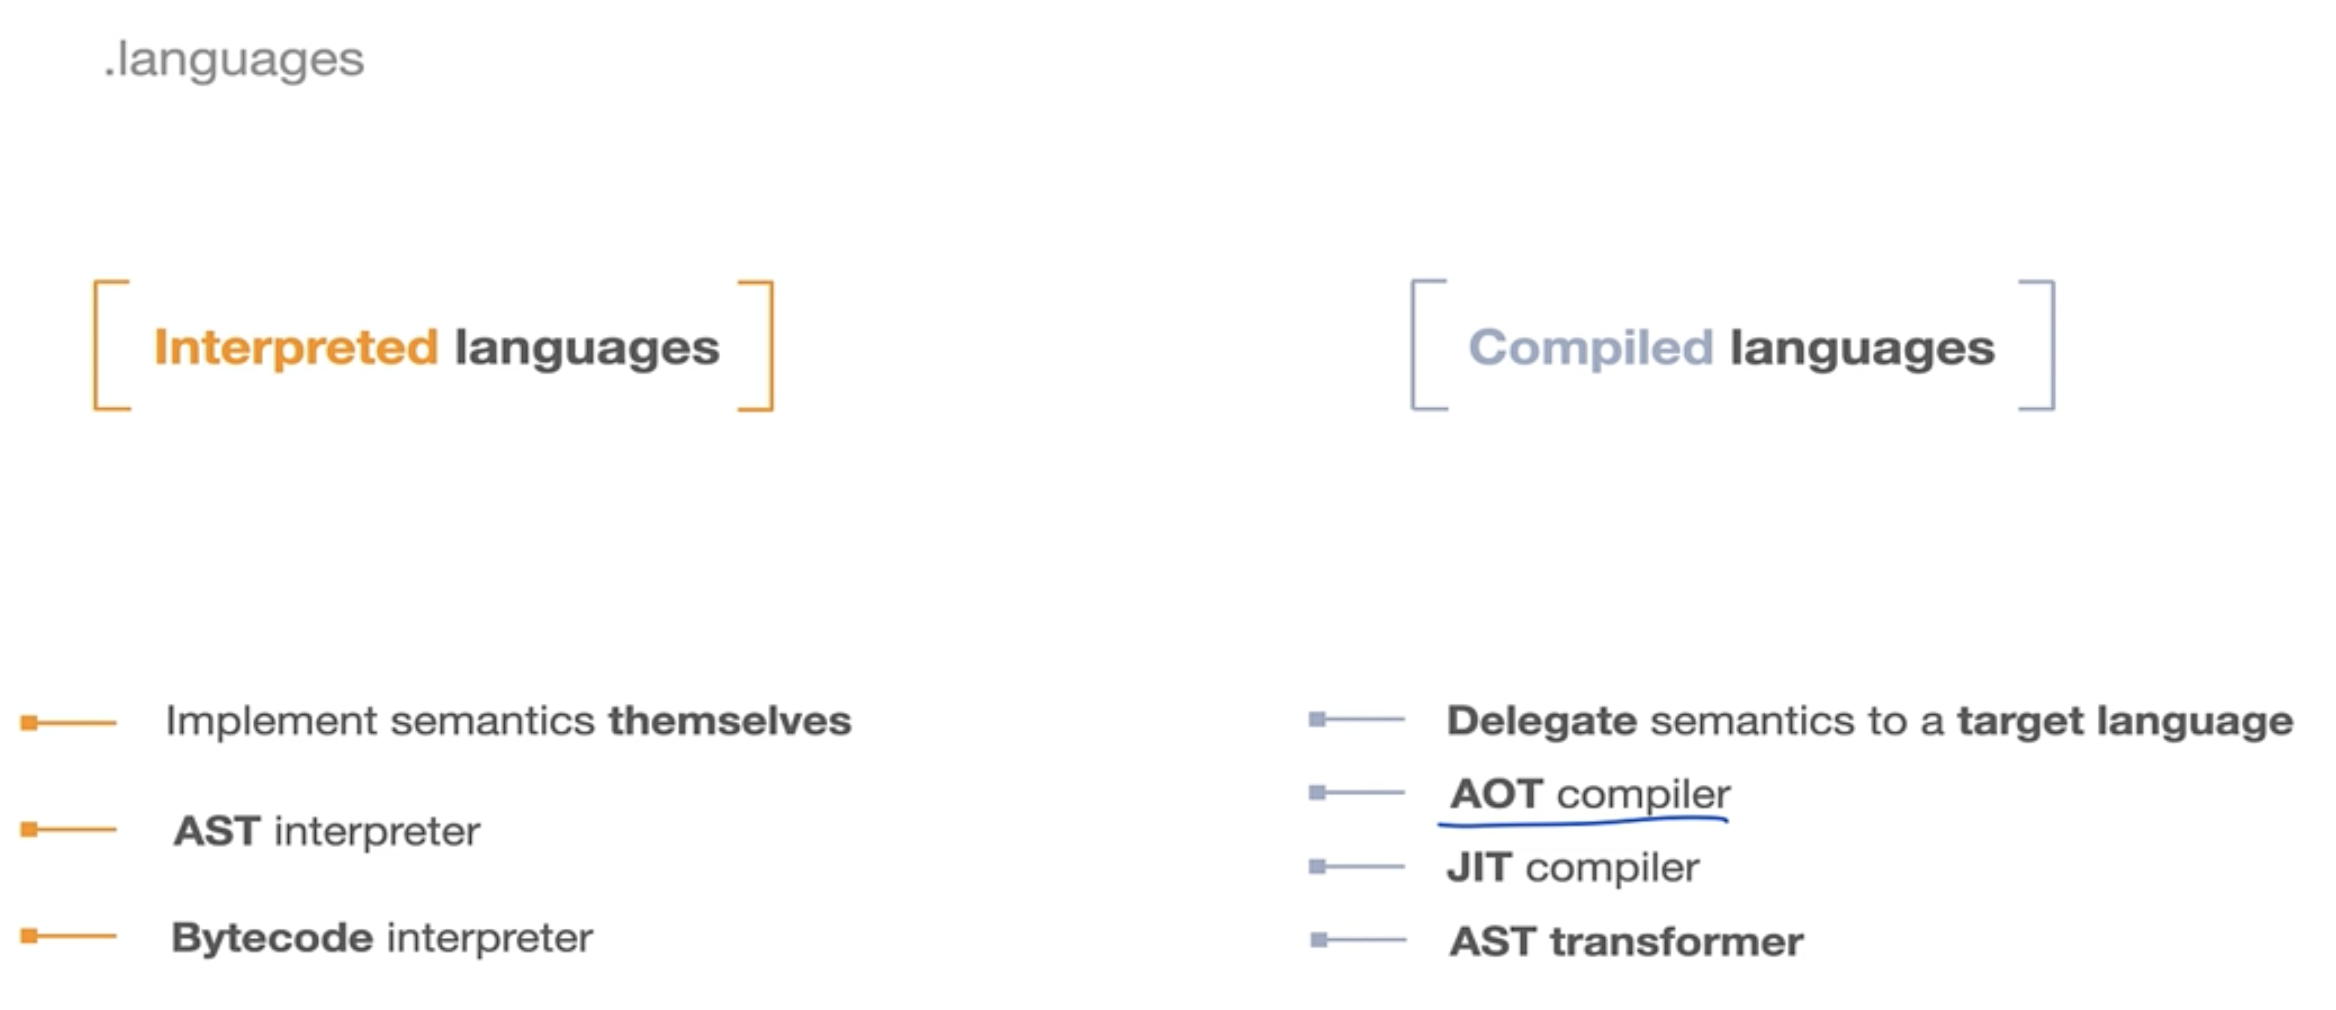 .languages
Interpreted languages
Implement semantics themselves
AST interpreter
Bytecode interpreter
Compiled languages
Delegate semantics to a target language
AOT compiler
JIT compiler
AST transformer